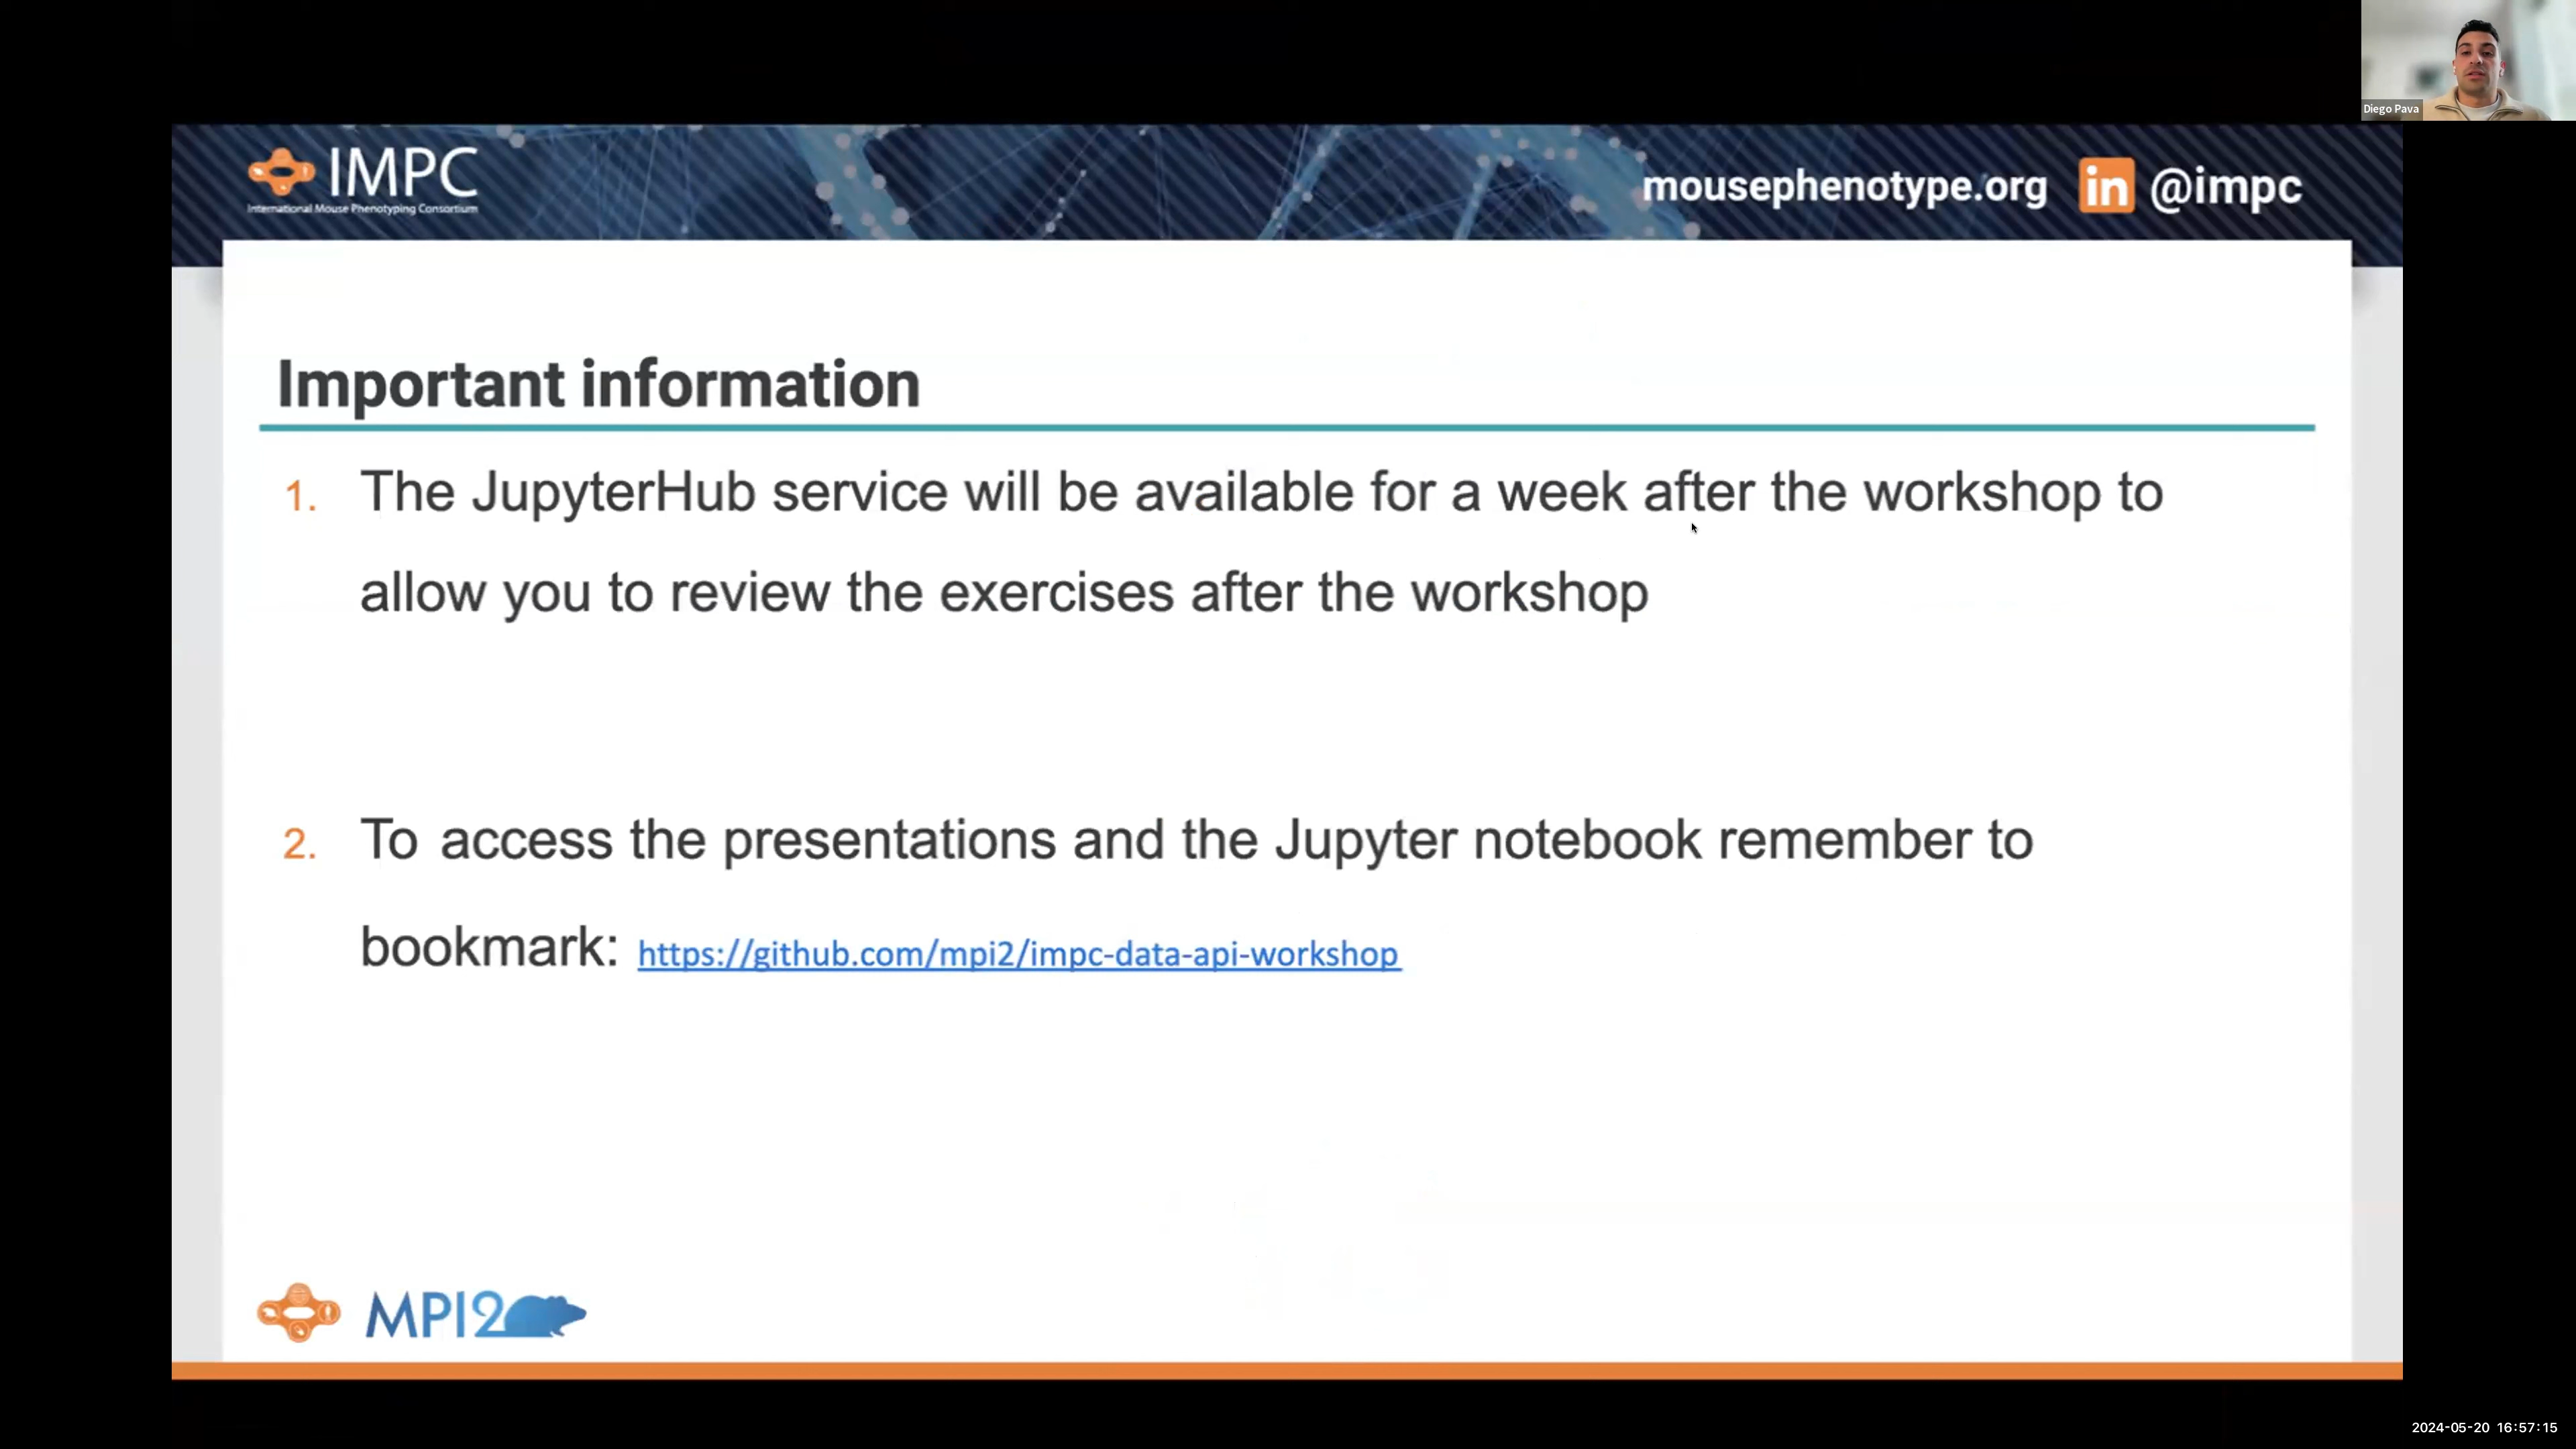 Diego Pava
IMPC
International Mouse Phenotyping Consortium
mousephenotype.org in @impc
Important information
1. The JupyterHub service will be available for a week after the workshop to
allow you to review the exercises after the workshop
2. To access the presentations and the Jupyter notebook remember to
bookmark: https://github.com/mpi2/impc-data-api-workshop
MPI2
2024-05-20 16:57:15